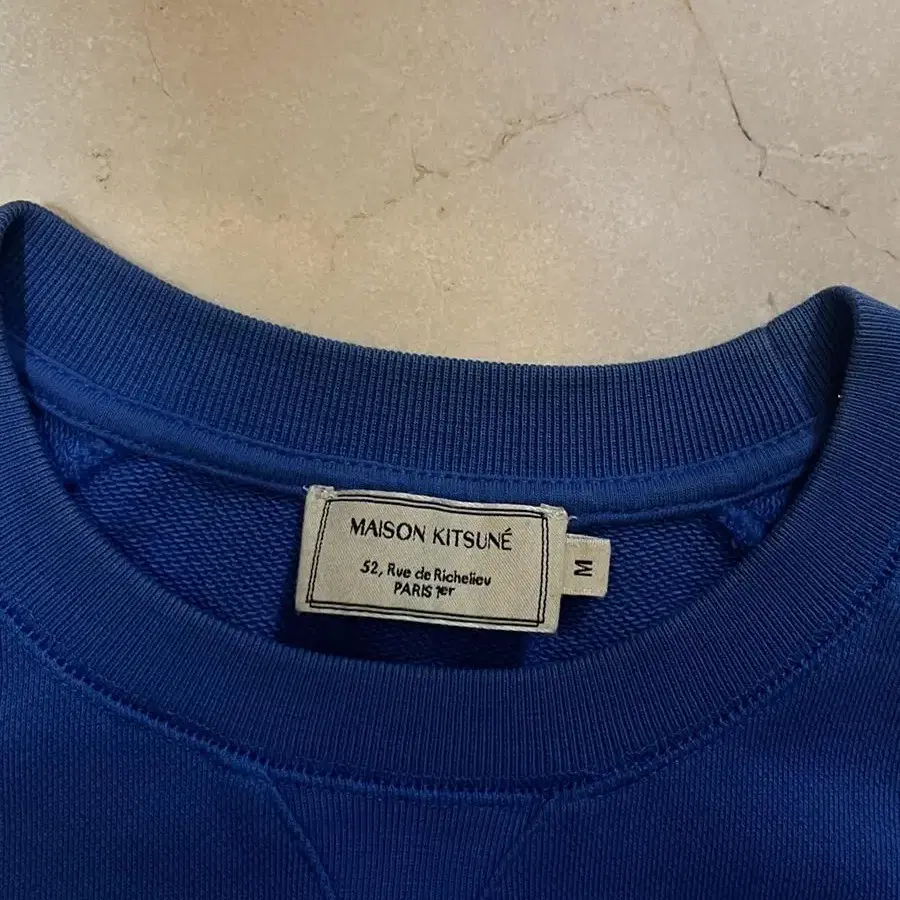 MAISON KITSUNÉ
52, Rue de Richelieu
PARIS 1er
M